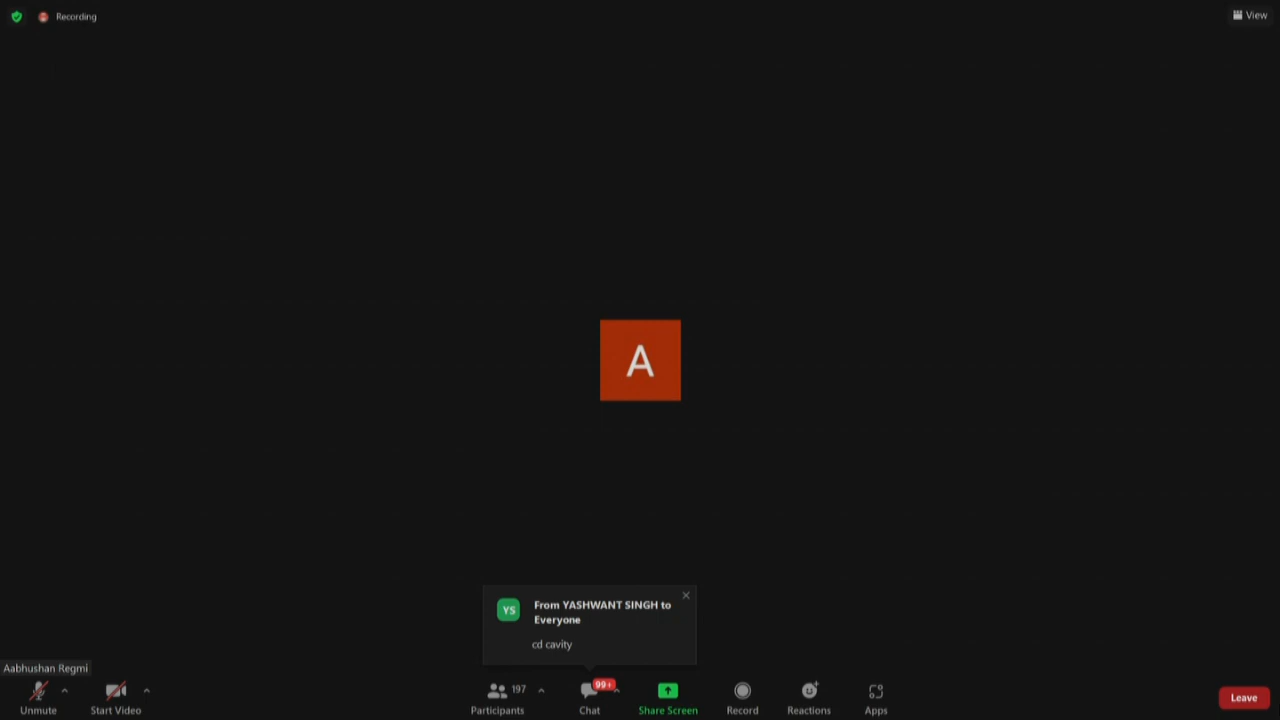 Recording
View
A
YS
From YASHWANT SINGH to
Everyone
cd cavity
Aabhushan Regmi
197
99+
Unmute
Start Video
Participants
Chat
Share Screen
Record
Reactions
Apps
Leave